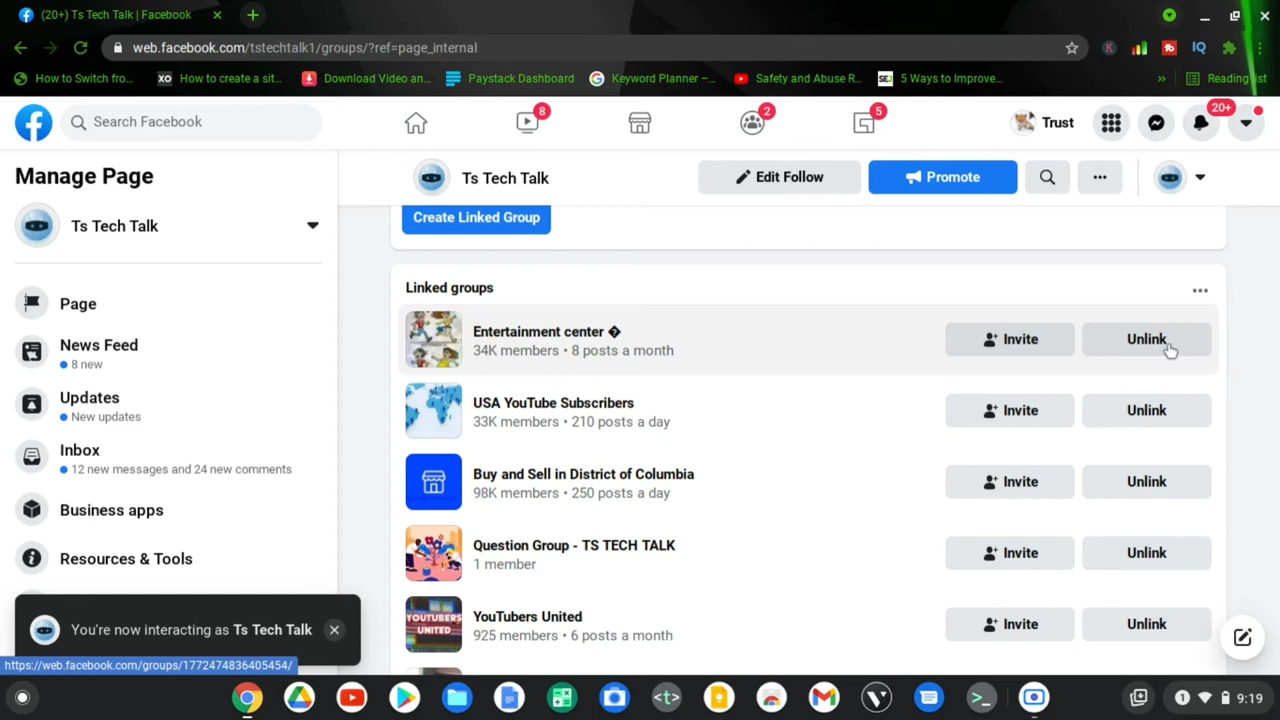 (20+) Ts Tech Talk | Facebook
web.facebook.com/tstechtalk1/groups/?ref=page_internal
How to Switch fro...
XO How to create a sit...
Download Video an...
Paystack Dashboard
Keyword Planner –...
Safety and Abuse R...
5 Ways to Improve...
»
Reading list
Search Facebook
8
2
5
Trust
20+
Manage Page
Ts Tech Talk
Edit Follow
Promote
Ts Tech Talk
Page
News Feed
8 new
Updates
New updates
Inbox
12 new messages and 24 new comments
Business apps
Resources & Tools
Create Linked Group
Linked groups
Entertainment center �
34K members • 8 posts a month
Invite
Unlink
USA YouTube Subscribers
33K members • 210 posts a day
Invite
Unlink
Buy and Sell in District of Columbia
98K members • 250 posts a day
Invite
Unlink
Question Group - TS TECH TALK
1 member
Invite
Unlink
YOUTUBERS
UNITED
YouTubers United
925 members • 6 posts a month
Invite
Unlink
You're now interacting as Ts Tech Talk
https://web.facebook.com/groups/1772474836405454/
<t>
1
9:19